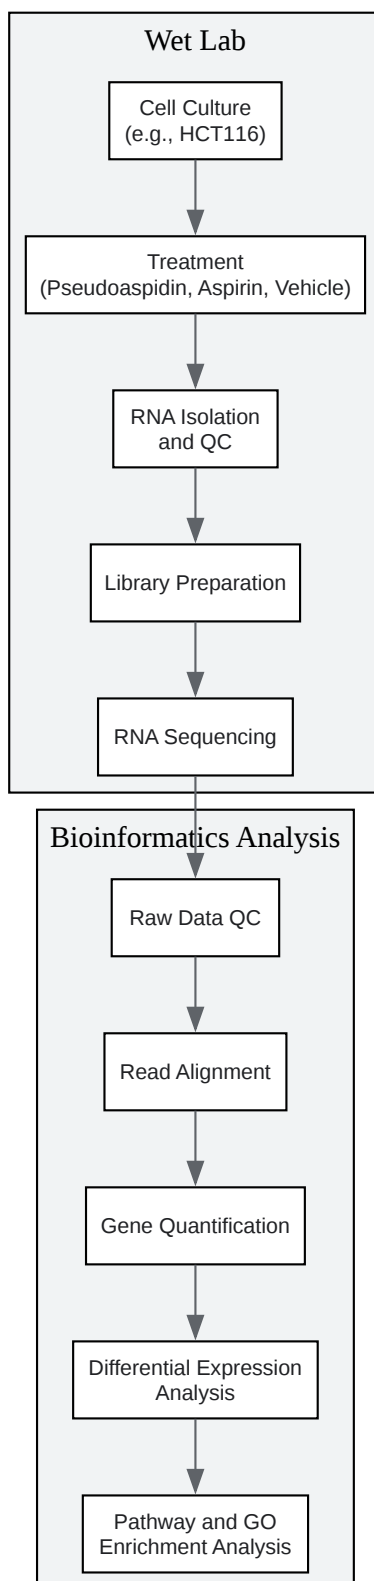 Wet Lab
Cell Culture
(e.g., HCT116)
Treatment
(Pseudoaspidin, Aspirin, Vehicle)
RNA Isolation
and QC
Library Preparation
RNA Sequencing
Bioinformatics Analysis
Raw Data QC
Read Alignment
Gene Quantification
Differential Expression
Analysis
Pathway and GO
Enrichment Analysis